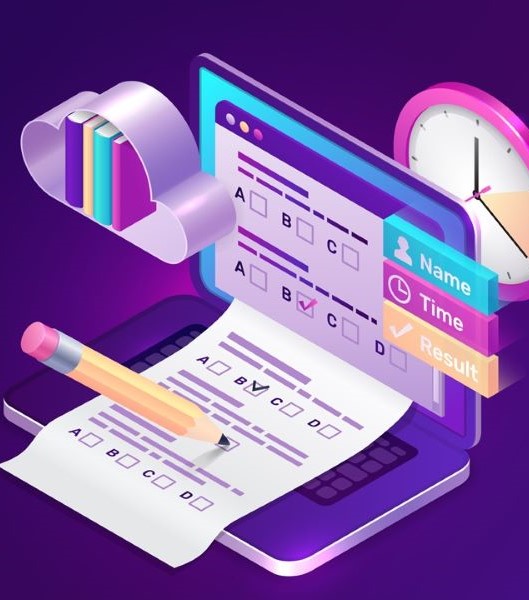 A B C
A B C D
Name
Time
Result
A B C D
A B C D